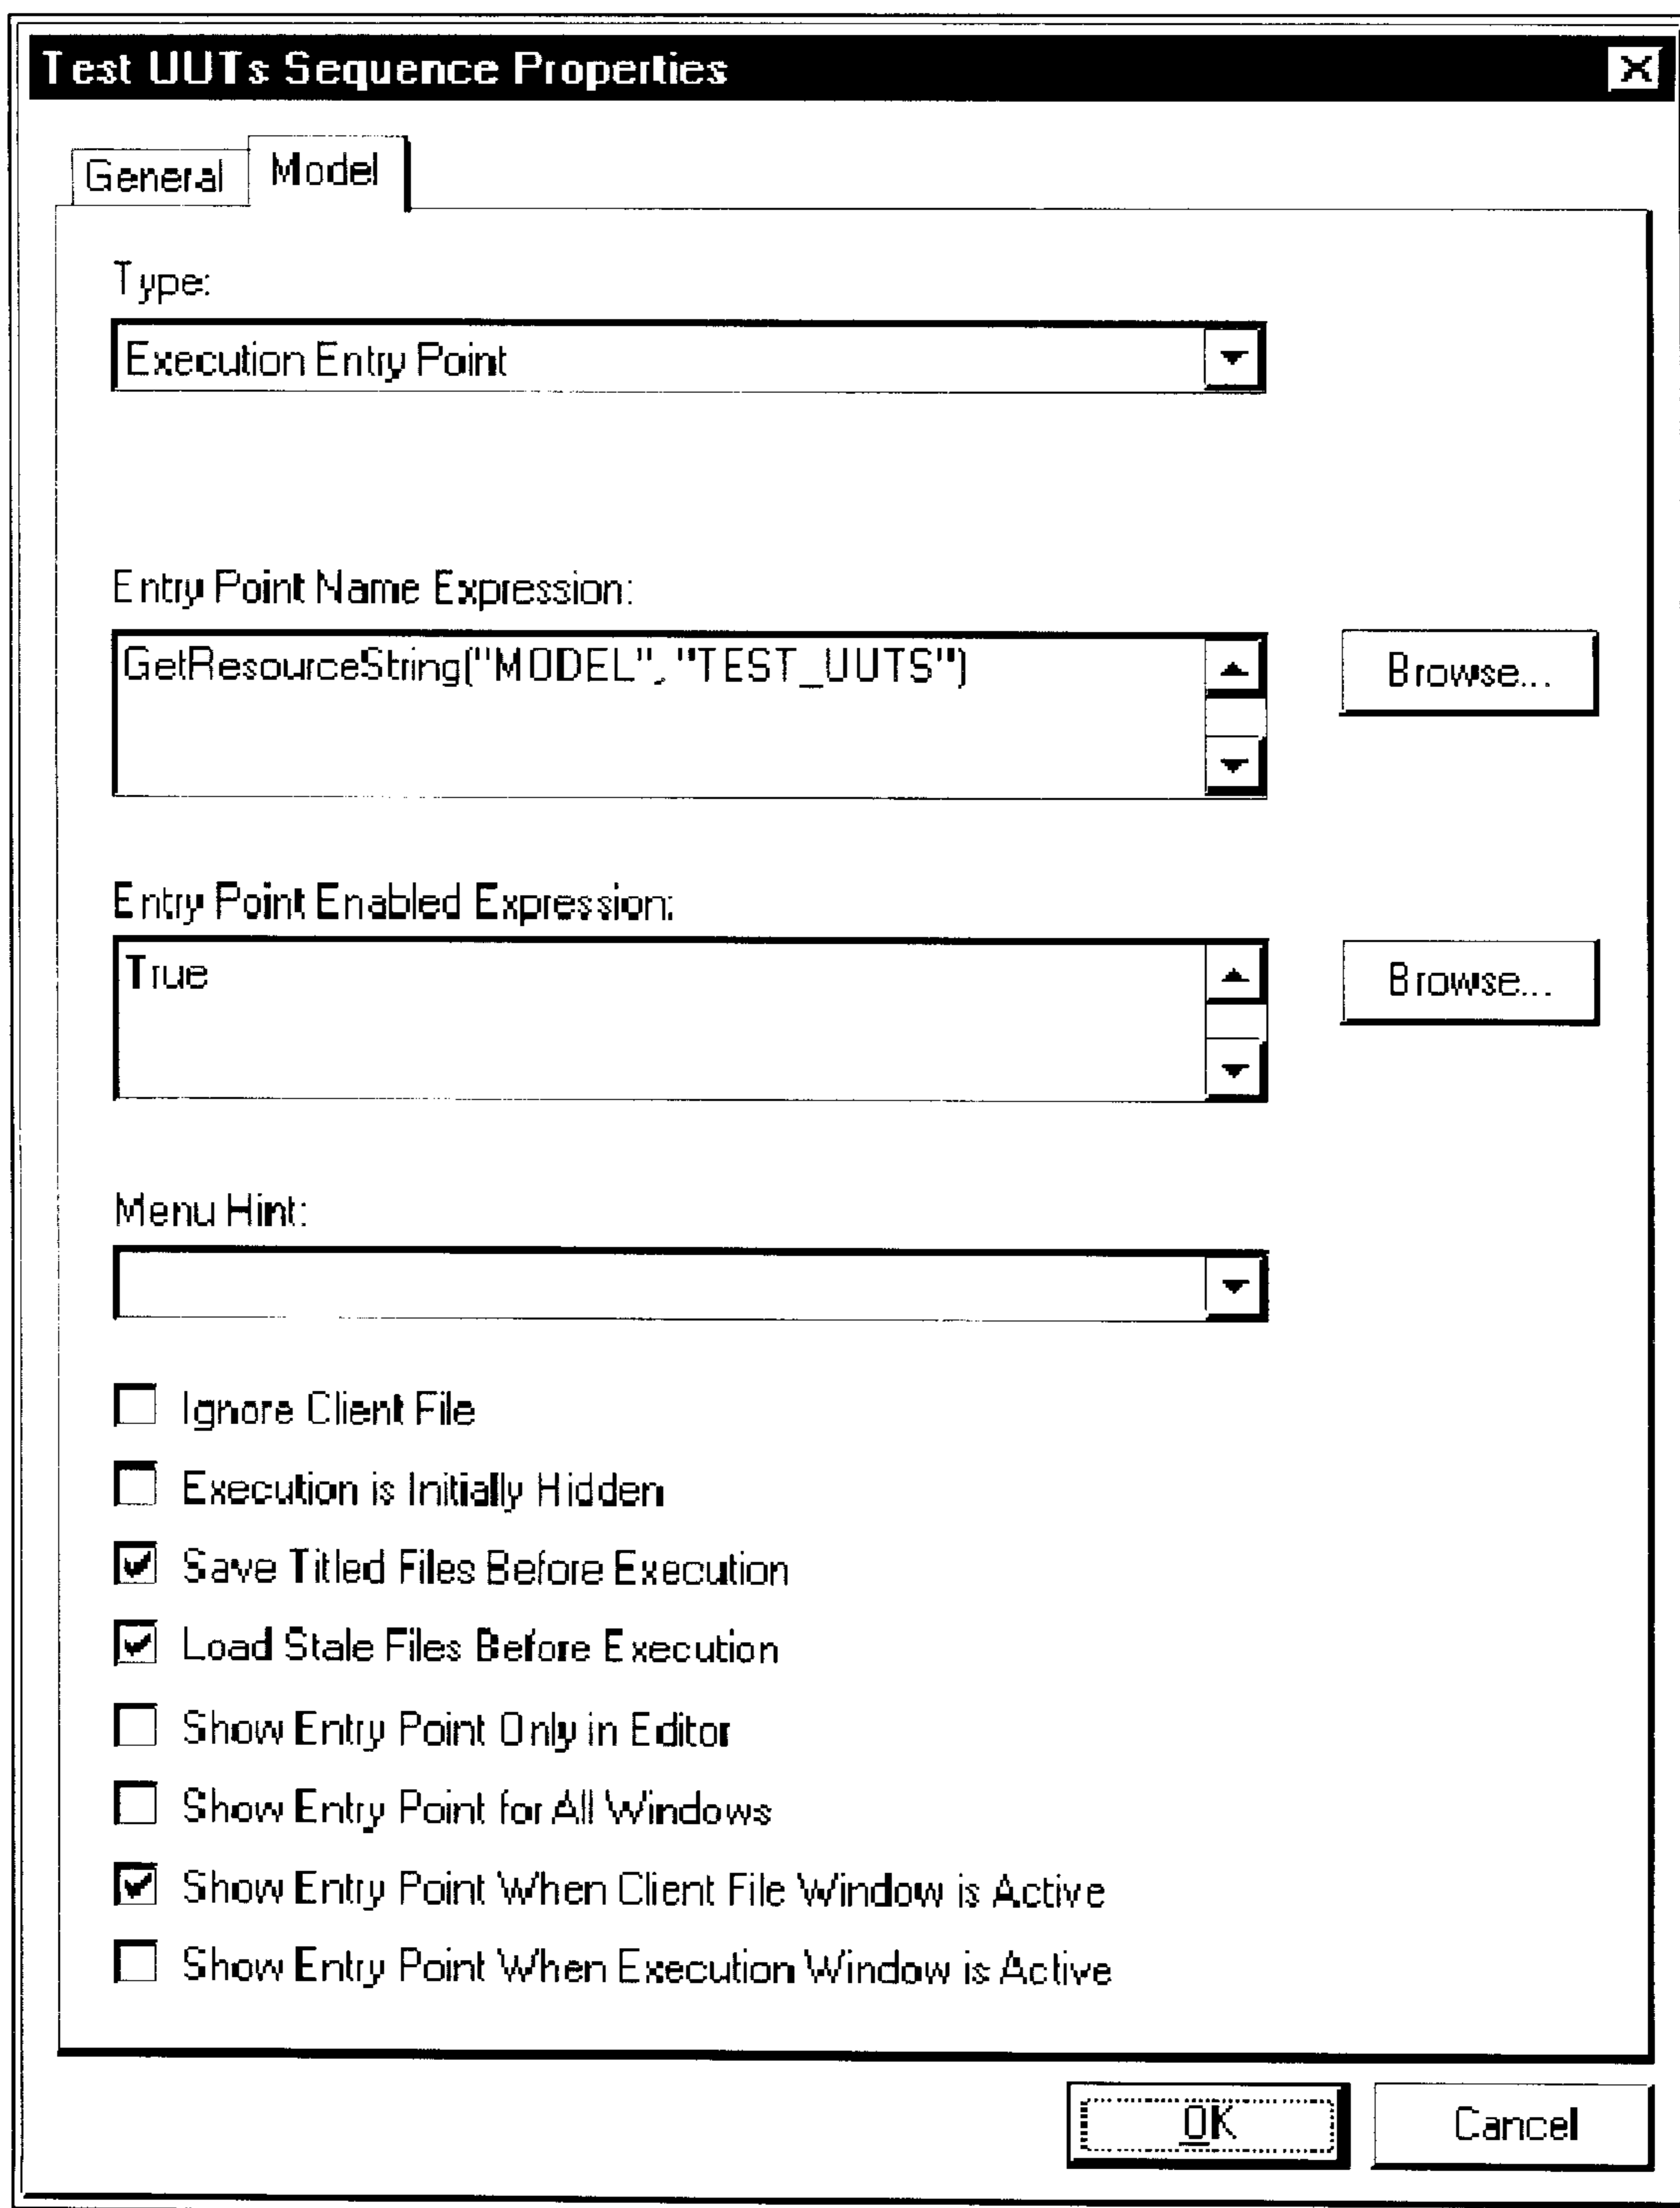 Test UUTs Sequence Properties
General
Model
Type:
Execution Entry Point
Entry Point Name Expression:
GetResourceString("MODEL", "TEST_UUTS")
Browse...
Entry Point Enabled Expression:
True
Browse...
Menu Hint:
Ignore Client File
Execution is Initially Hidden
Save Titled Files Before Execution
Load Stale Files Before Execution
Show Entry Point Only in Editor
Show Entry Point for All Windows
Show Entry Point When Client File Window is Active
Show Entry Point When Execution Window is Active
OK
Cancel